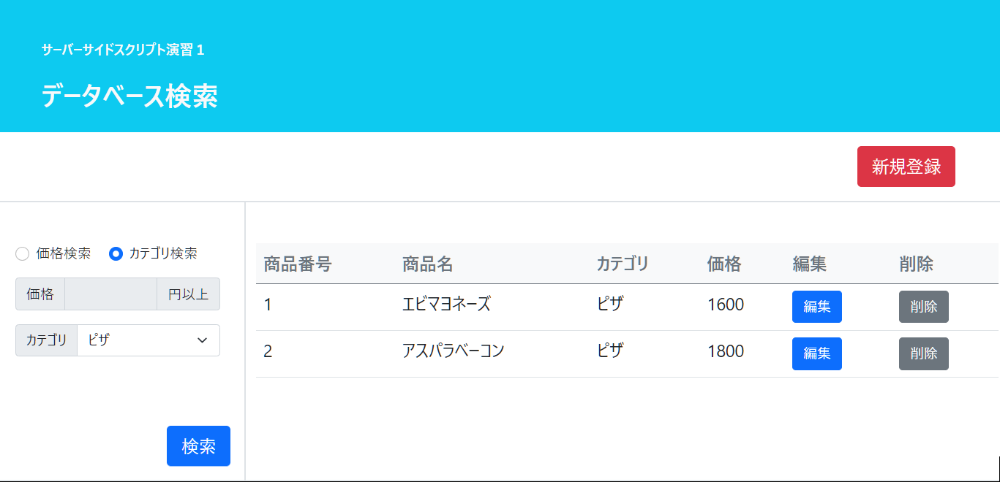 サーバーサイドスクリプト演習1
データベース検索
新規登録
価格検索 カテゴリ検索
価格 円以上
カテゴリ ピザ
検索
商品番号 商品名 カテゴリ 価格 編集 削除
1 エビマヨネーズ ピザ 1600 編集 削除
2 アスパラベーコン ピザ 1800 編集 削除